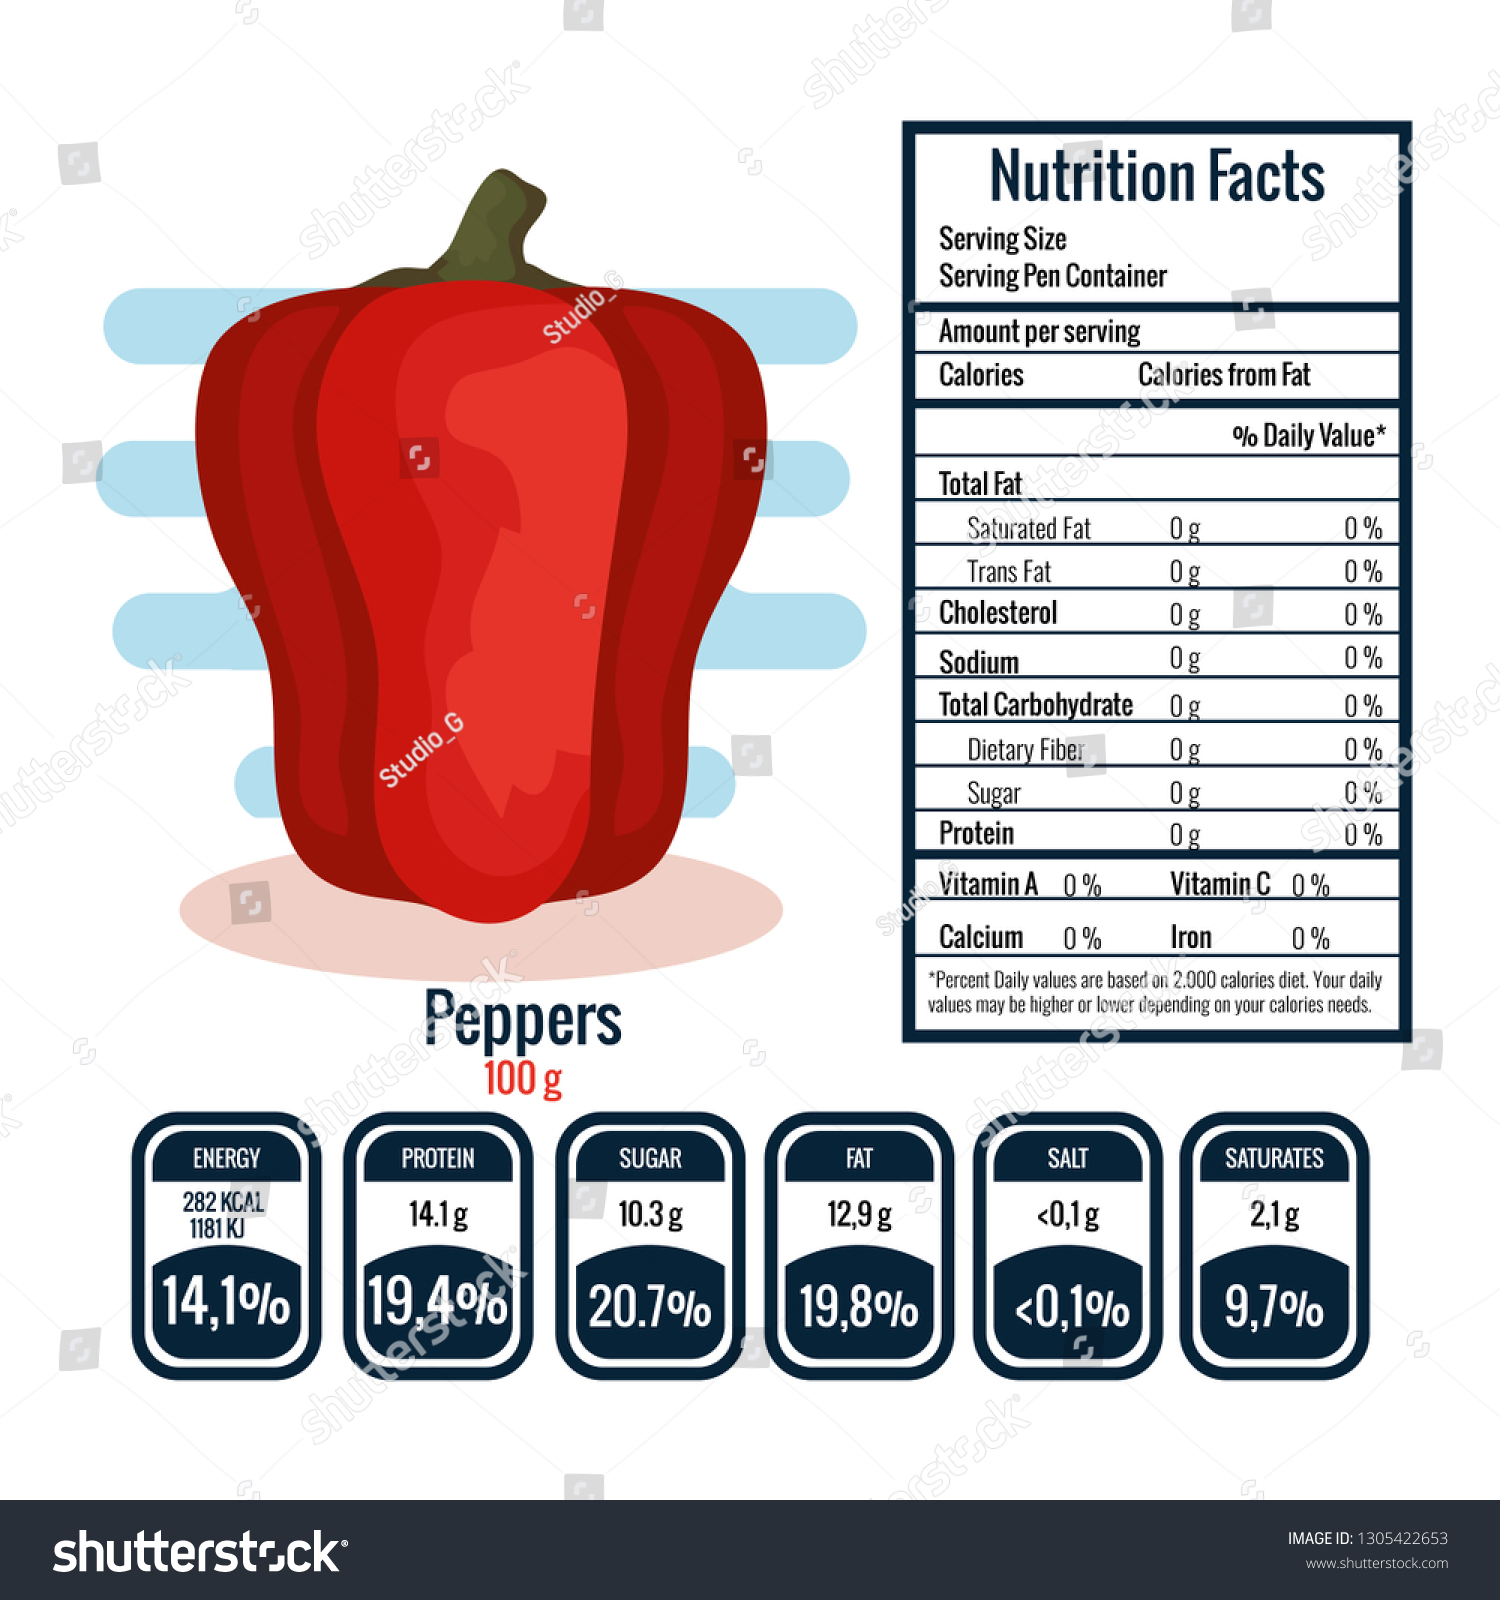 Nutrition Facts
Serving Size
Serving Pen Container
Amount per serving
Calories Calories from Fat
% Daily Value*
Total Fat
Saturated Fat 0 g 0 %
Trans Fat 0 g 0 %
Cholesterol 0 g 0 %
Sodium 0 g 0 %
Total Carbohydrate 0 g 0 %
Dietary Fiber 0 g 0 %
Sugar 0 g 0 %
Protein 0 g 0 %
Vitamin A 0 % Vitamin C 0 %
Calcium 0 % Iron 0 %
*Percent Daily values are based on 2.000 calories diet. Your daily
values may be higher or lower depending on your calories needs.
Studio_G
Studio_G
Peppers
100 g
ENERGY
282 KCAL
1181 KJ
14,1%
PROTEIN
14.1 g
19,4%
SUGAR
10.3 g
20.7%
FAT
12,9 g
19,8%
SALT
<0,1 g
<0,1%
SATURATES
2,1 g
9,7%
shutterstock
IMAGE ID: 1305422653
www.shutterstock.com